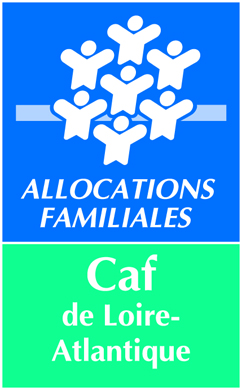 ALLOCATIONS
FAMILIALES
Caf
de Loire-
Atlantique